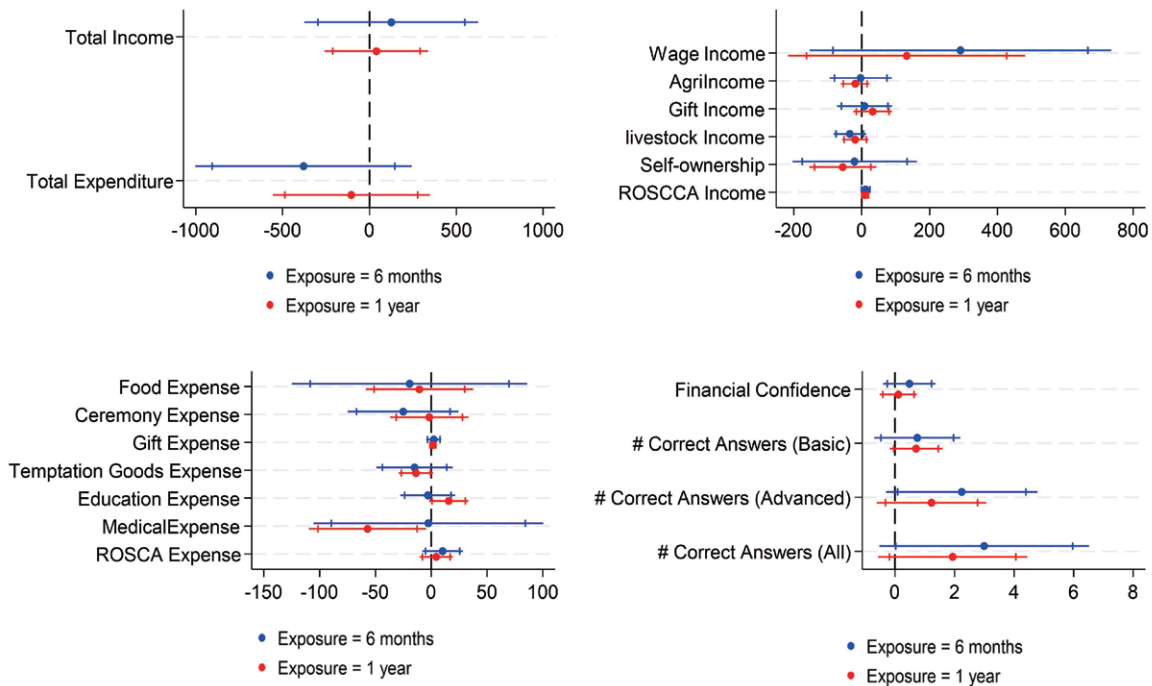 Total Income
Total Expenditure
-1000 -500 0 500 1000
Exposure = 6 months
Exposure = 1 year
Wage Income
AgriIncome
Gift Income
livestock Income
Self-ownership
ROSCCA Income
-200 0 200 400 600 800
Exposure = 6 months
Exposure = 1 year
Food Expense
Ceremony Expense
Gift Expense
Temptation Goods Expense
Education Expense
MedicalExpense
ROSCA Expense
-150 -100 -50 0 50 100
Exposure = 6 months
Exposure = 1 year
Financial Confidence
# Correct Answers (Basic)
# Correct Answers (Advanced)
# Correct Answers (All)
0 2 4 6 8
Exposure = 6 months
Exposure = 1 year